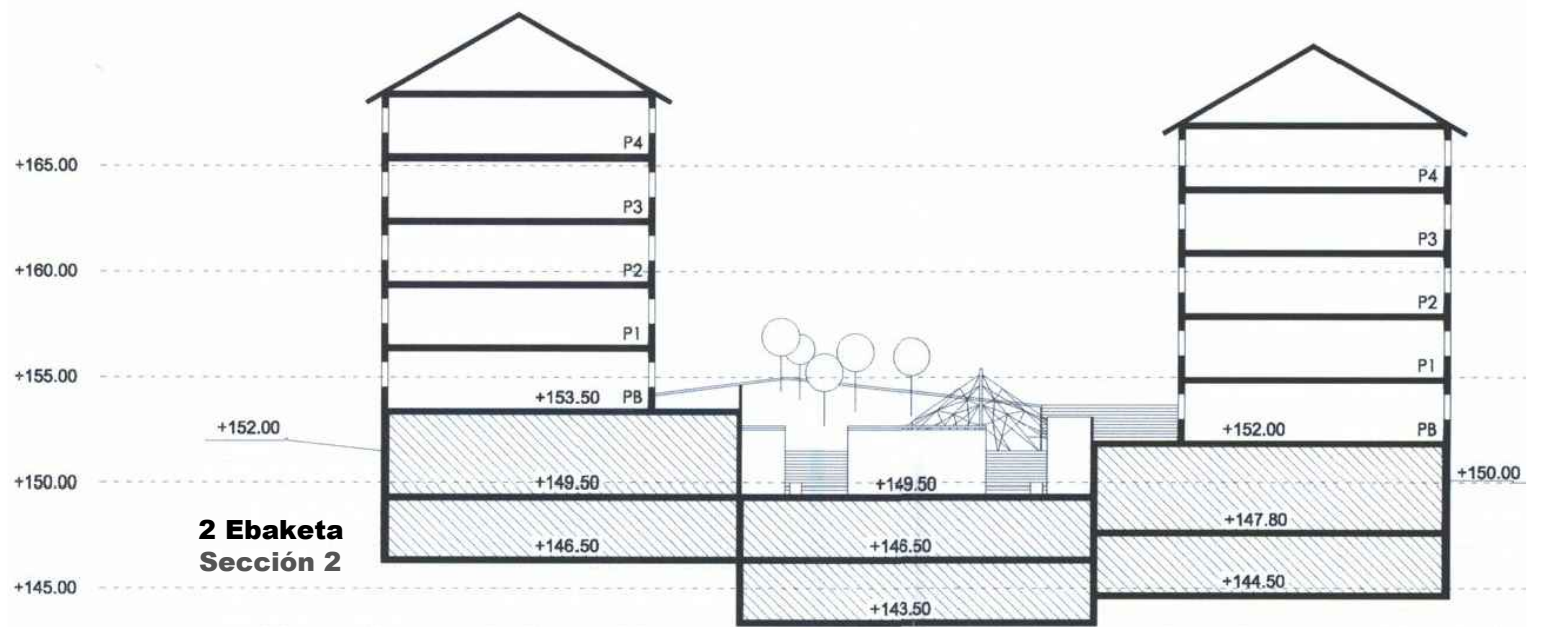 P4
+165.00
P4
P3
P3
+160.00
P2
P2
P1
P1
+155.00
+153.50 PB
+152.00
+152.00 PB
+150.00
+149.50
+149.50
+150.00
2 Ebaketa
Sección 2
+147.80
+146.50
+146.50
+145.00
+144.50
+143.50